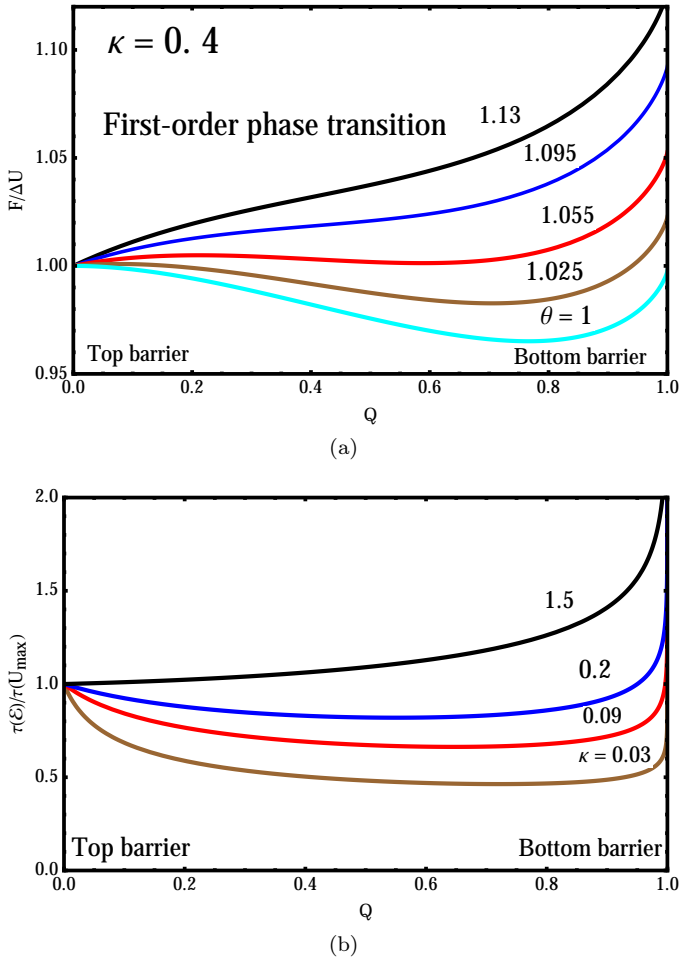 κ = 0. 4
First-order phase transition
1.13
1.095
1.055
1.025
θ = 1
Top barrier
Bottom barrier
F/ΔU
1.10
1.05
1.00
0.95
0.0 0.2 0.4 0.6 0.8 1.0
Q
(a)
2.0
1.5
1.0
0.5
0.0
τ(ℰ)/τ(U_max)
1.5
0.2
0.09
κ = 0.03
Top barrier
Bottom barrier
0.0 0.2 0.4 0.6 0.8 1.0
Q
(b)